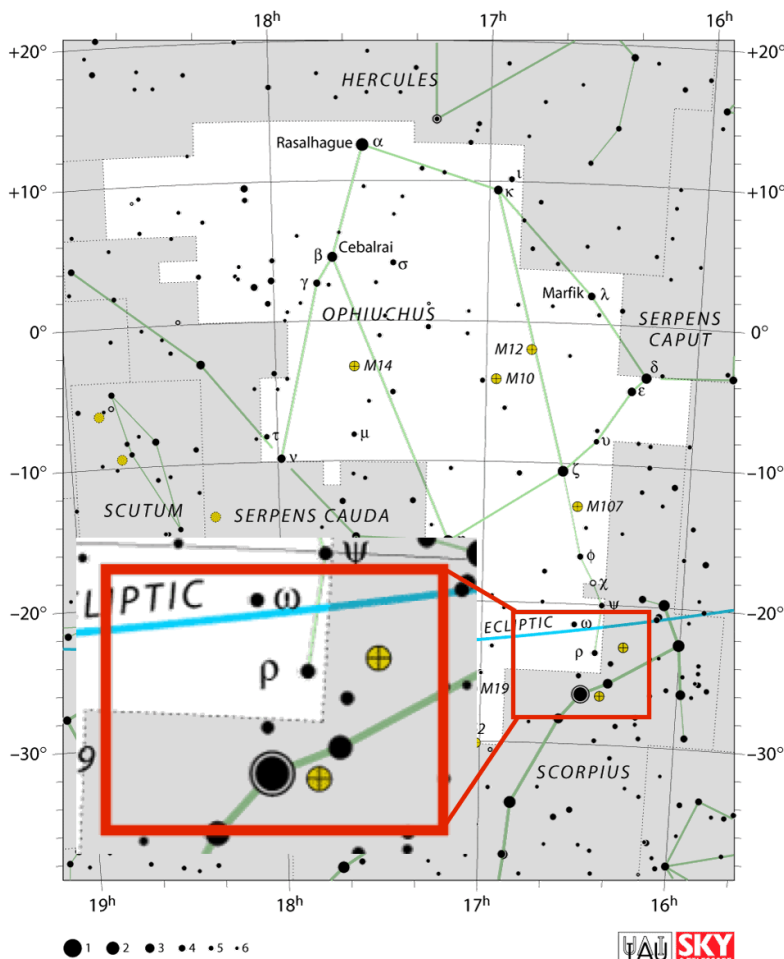 18h 17h 16h
+20° +20°
HERCULES
Rasalhague α
ι
+10° κ +10°
β Cebalrai
σ
γ
Marfik λ
OPHIUCHUS
SERPENS
CAPUT
0° 0°
M12
M14
M10
δ
ε
τ
μ
υ
ν
−10° ζ −10°
SCUTUM
SERPENS CAUDA
M107
φ
χ
ψ
−20° −20°
ECLIPTIC
ω
ρ
M19
ψ
LIPTIC
ω
ρ
9
2
−30° −30°
SCORPIUS
19h 18h 17h 16h
1 2 3 4 5 6
IAU SKY